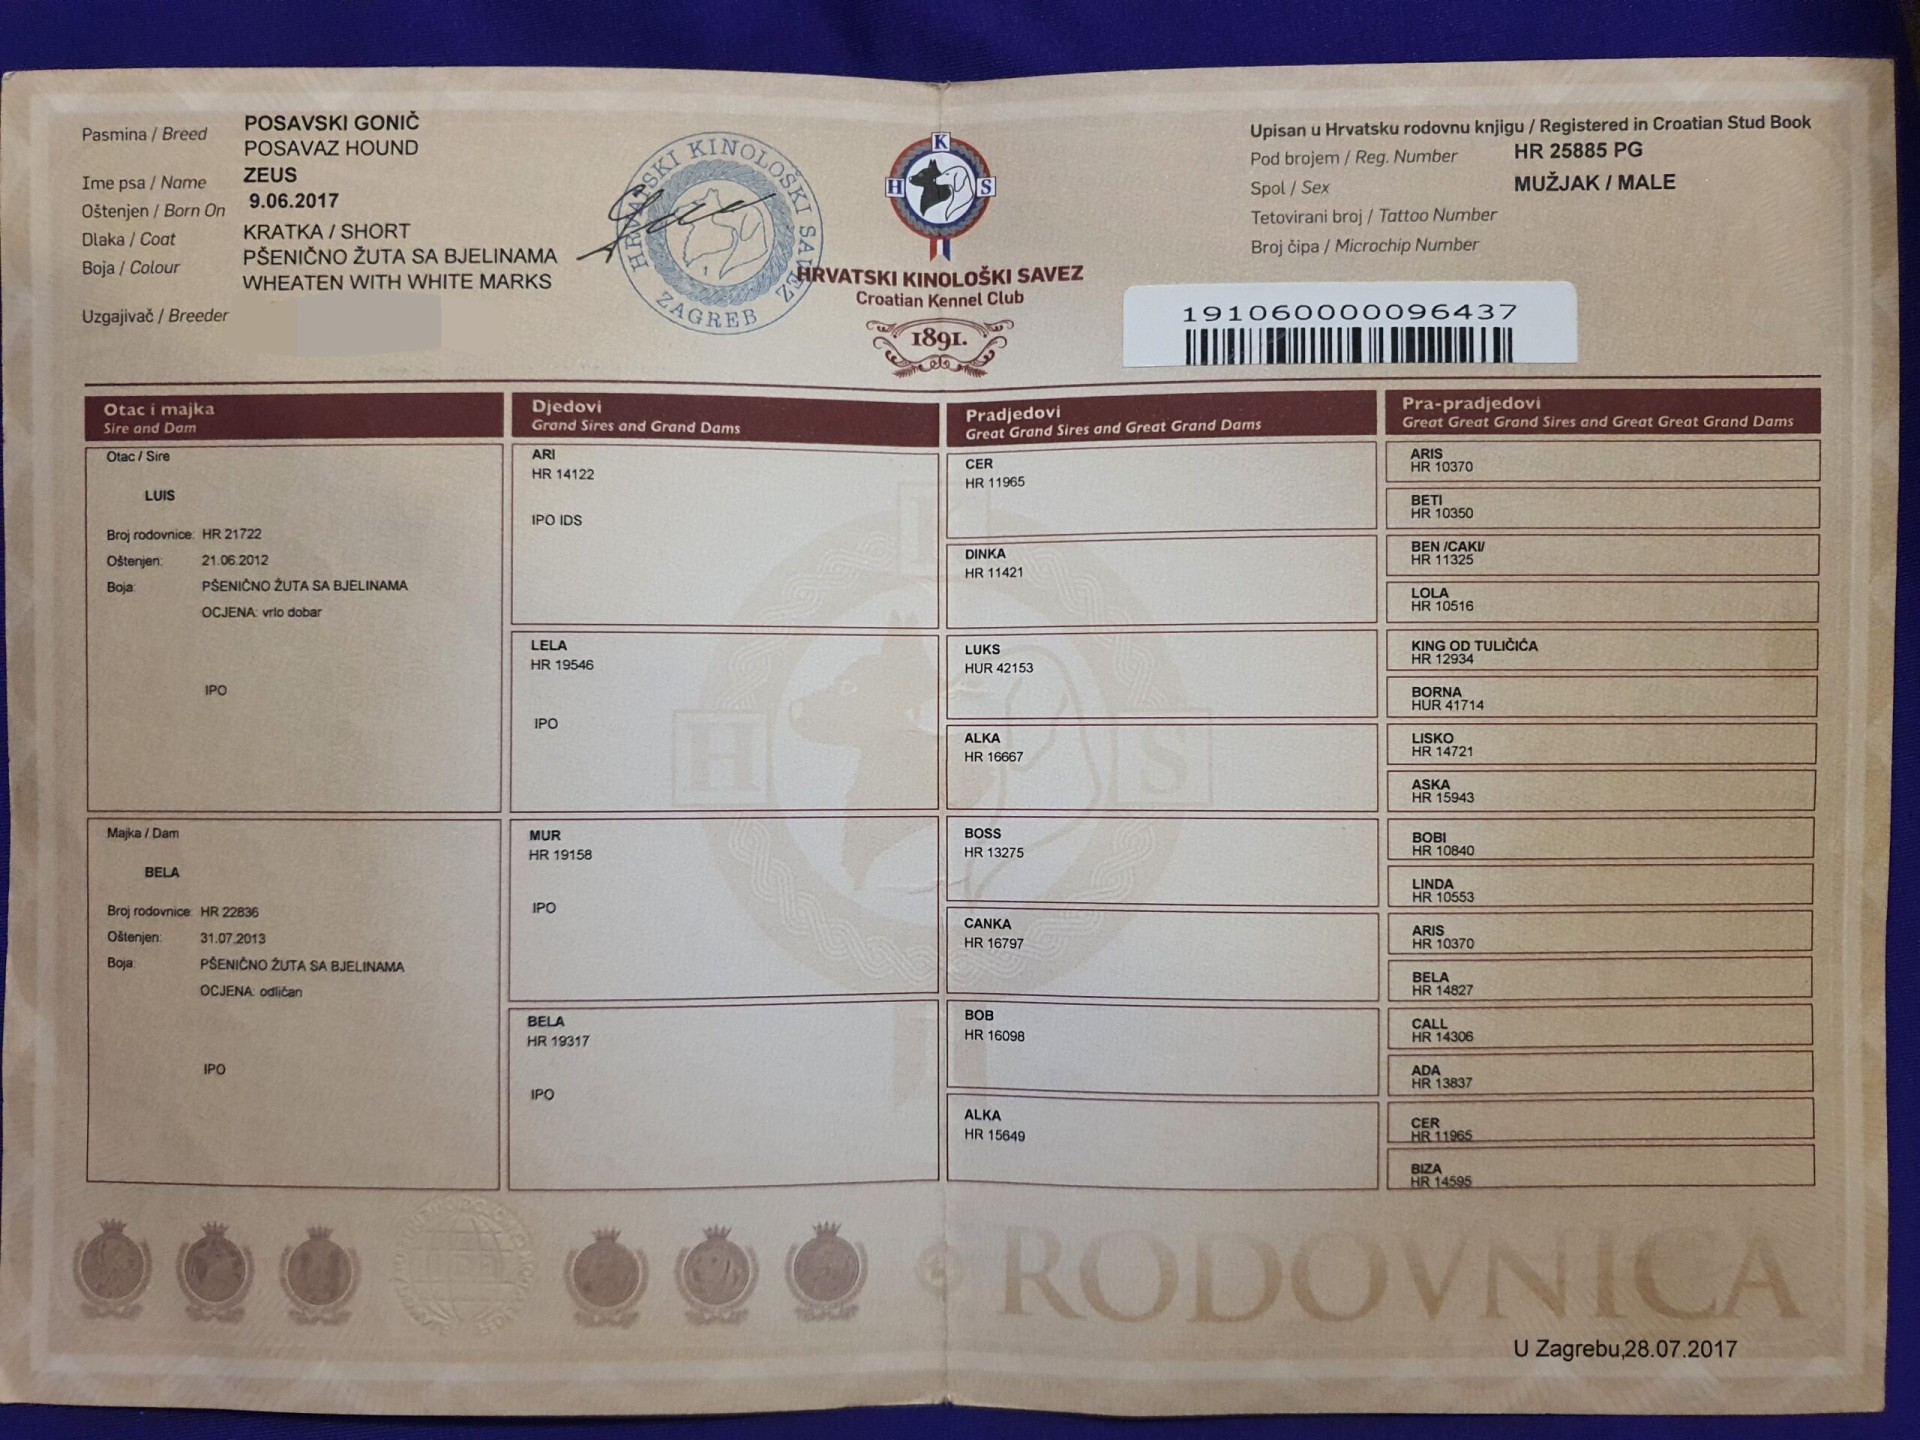 Pasmina / Breed POSAVSKI GONIČ
POSAVAZ HOUND
Ime psa / Name ZEUS
Oštenjen / Born On 9.06.2017
Dlaka / Coat KRATKA / SHORT
Boja / Colour PŠENIČNO ŽUTA SA BJELINAMA
WHEATEN WITH WHITE MARKS
Uzgajivač / Breeder
HRVATSKI KINOLOŠKI SAVEZ
ZAGREB
1
K
H S
HRVATSKI KINOLOŠKI SAVEZ
Croatian Kennel Club
1891.
Upisan u Hrvatsku rodovnu knjigu / Registered in Croatian Stud Book
Pod brojem / Reg. Number HR 25885 PG
Spol / Sex MUŽJAK / MALE
Tetovirani broj / Tattoo Number
Broj čipa / Microchip Number
191060000096437
Otac i majka
Sire and Dam
Otac / Sire
LUIS
Broj rodovnice: HR 21722
Oštenjen: 21.06.2012
Boja: PŠENIČNO ŽUTA SA BJELINAMA
OCJENA: vrlo dobar
IPO
Majka / Dam
BELA
Broj rodovnice: HR 22836
Oštenjen: 31.07.2013
Boja: PŠENIČNO ŽUTA SA BJELINAMA
OCJENA: odličan
IPO
Djedovi
Grand Sires and Grand Dams
ARI
HR 14122
IPO IDS
LELA
HR 19546
IPO
MUR
HR 19158
IPO
BELA
HR 19317
IPO
Pradjedovi
Great Grand Sires and Great Grand Dams
CER
HR 11965
DINKA
HR 11421
LUKS
HUR 42153
ALKA
HR 16667
BOSS
HR 13275
CANKA
HR 16797
BOB
HR 16098
ALKA
HR 15649
Pra-pradjedovi
Great Great Grand Sires and Great Great Grand Dams
ARIS
HR 10370
BETI
HR 10350
BEN /CAKI/
HR 11325
LOLA
HR 10516
KING OD TULIČIĆA
HR 12934
BORNA
HUR 41714
LISKO
HR 14721
ASKA
HR 15943
BOBI
HR 10840
LINDA
HR 10553
ARIS
HR 10370
BELA
HR 14827
CALL
HR 14306
ADA
HR 13837
CER
HR 11965
BIZA
HR 14595
H S
RODOVNICA
U Zagrebu,28.07.2017